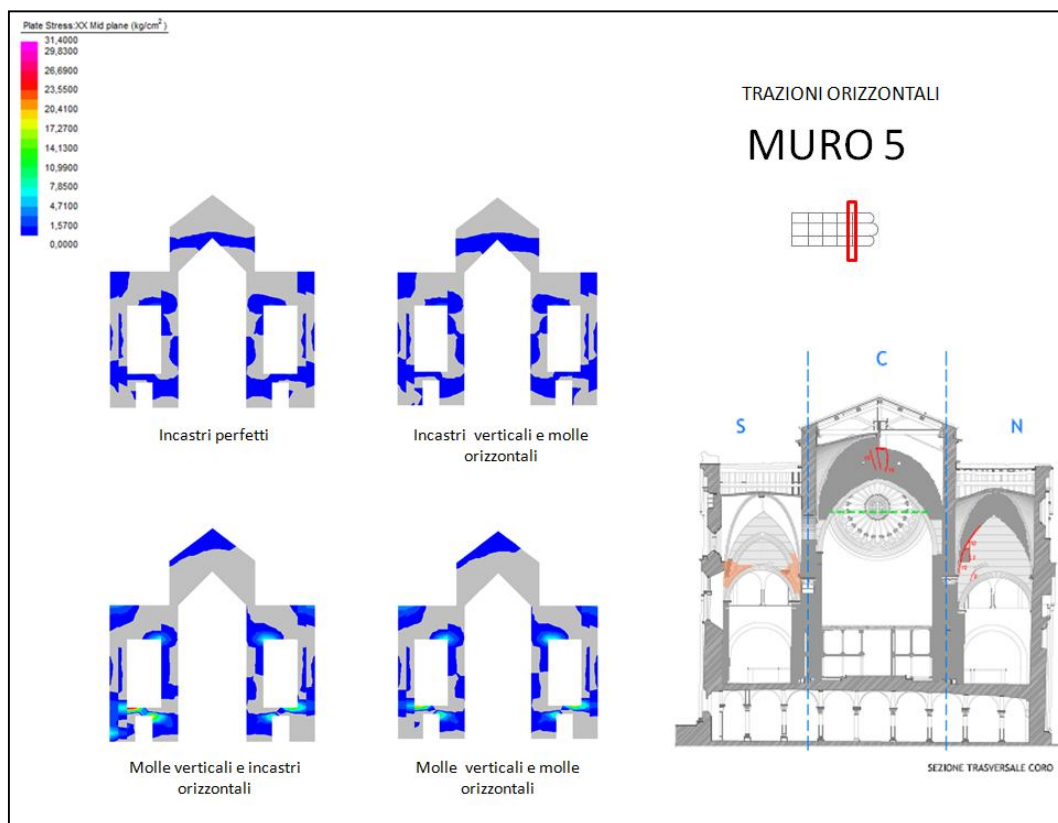 Plate Stress:XX Mid plane (kg/cm²)
31,4000
29,8300
26,6900
23,5500
20,4100
17,2700
14,1300
10,9900
7,8500
4,7100
1,5700
0,0000
TRAZIONI ORIZZONTALI
MURO 5
Incastri perfetti
Incastri verticali e molle
orizzontali
Molle verticali e incastri
orizzontali
Molle verticali e molle
orizzontali
C
S
N
SEZIONE TRASVERSALE CORO